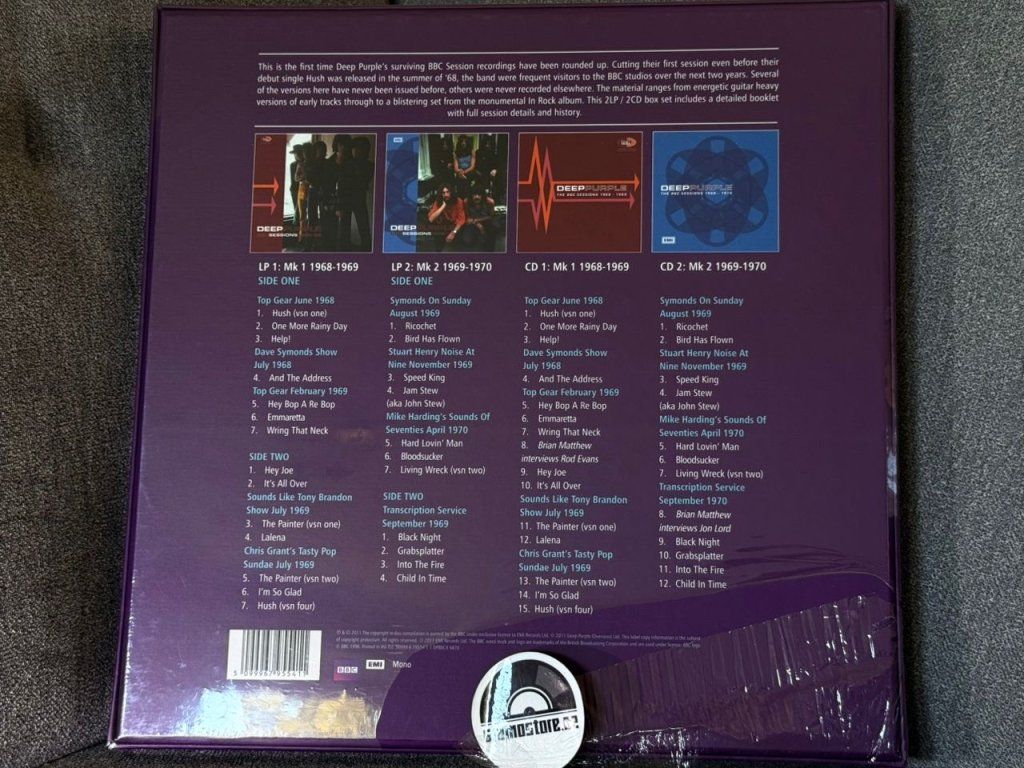 This is the first time Deep Purple's surviving BBC Session recordings have been rounded up. Cutting their first session even before their
debut single Hush was released in the summer of '68, the band were frequent visitors to the BBC studios over the next two years. Several
of the versions here have never been issued before, others were never recorded elsewhere. The material ranges from energetic guitar heavy
versions of early tracks through to a blistering set from the monumental In Rock album. This 2LP / 2CD box set includes a detailed booklet
with full session details and history.
DEEP PURPLE
SESSIONS
DEEP PURPLE
SESSIONS
DEEP PURPLE
THE BBC SESSIONS 1968 - 1969
DEEP PURPLE
THE BBC SESSIONS 1969 - 1970
EMI
LP 1: Mk 1 1968-1969
SIDE ONE
Top Gear June 1968
1. Hush (vsn one)
2. One More Rainy Day
3. Help!
Dave Symonds Show
July 1968
4. And The Address
Top Gear February 1969
5. Hey Bop A Re Bop
6. Emmaretta
7. Wring That Neck
SIDE TWO
1. Hey Joe
2. It's All Over
Sounds Like Tony Brandon
Show July 1969
3. The Painter (vsn one)
4. Lalena
Chris Grant's Tasty Pop
Sundae July 1969
5. The Painter (vsn two)
6. I'm So Glad
7. Hush (vsn four)
LP 2: Mk 2 1969-1970
SIDE ONE
Symonds On Sunday
August 1969
1. Ricochet
2. Bird Has Flown
Stuart Henry Noise At
Nine November 1969
3. Speed King
4. Jam Stew
(aka John Stew)
Mike Harding's Sounds Of
Seventies April 1970
5. Hard Lovin' Man
6. Bloodsucker
7. Living Wreck (vsn two)
SIDE TWO
Transcription Service
September 1969
1. Black Night
2. Grabsplatter
3. Into The Fire
4. Child In Time
CD 1: Mk 1 1968-1969
Top Gear June 1968
1. Hush (vsn one)
2. One More Rainy Day
3. Help!
Dave Symonds Show
July 1968
4. And The Address
Top Gear February 1969
5. Hey Bop A Re Bop
6. Emmaretta
7. Wring That Neck
8. Brian Matthew
interviews Rod Evans
9. Hey Joe
10. It's All Over
Sounds Like Tony Brandon
Show July 1969
11. The Painter (vsn one)
12. Lalena
Chris Grant's Tasty Pop
Sundae July 1969
13. The Painter (vsn two)
14. I'm So Glad
15. Hush (vsn four)
CD 2: Mk 2 1969-1970
Symonds On Sunday
August 1969
1. Ricochet
2. Bird Has Flown
Stuart Henry Noise At
Nine November 1969
3. Speed King
4. Jam Stew
(aka John Stew)
Mike Harding's Sounds Of
Seventies April 1970
5. Hard Lovin' Man
6. Bloodsucker
7. Living Wreck (vsn two)
Transcription Service
September 1970
8. Brian Matthew
interviews Jon Lord
9. Black Night
10. Grabsplatter
11. Into The Fire
12. Child In Time
5 099967 955411
BBC
EMI
Mono